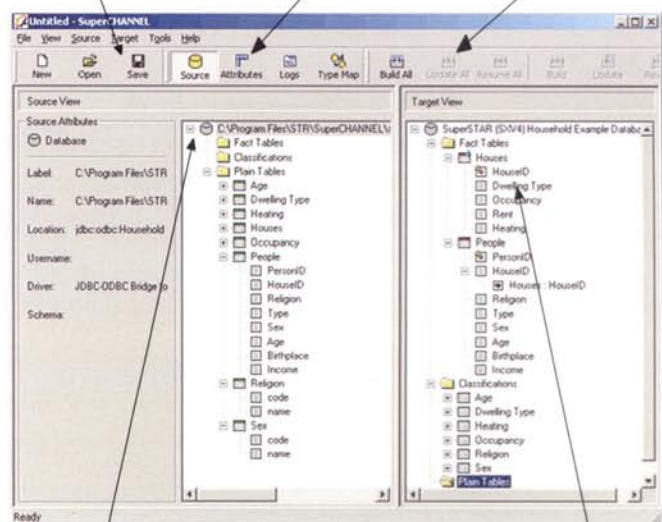 Untitled - SuperCHANNEL
File View Source Target Tools Help
New Open Save Source Attributes Logs Type Map Build All Update All Resume All Build Update
Source View
Source Attributes
Database
Label: C:\Program Files\STR
Name: C:\Program Files\STR
Location: jdbc:odbc:Household
Username:
Driver: JDBC-ODBC Bridge
Schema:
C:\Program Files\STR\SuperCHANNEL\
Fact Tables
Classifications
Plain Tables
Age
Dwelling Type
Heating
Houses
Occupancy
People
PersonID
HouseID
Religion
Type
Sex
Age
Birthplace
Income
Religion
code
name
Sex
code
name
Target View
SuperSTAR (SXV4) Household Example Databa
Fact Tables
Houses
HouseID
Dwelling Type
Occupancy
Rent
Heating
People
PersonID
HouseID
Houses : HouseID
Religion
Type
Sex
Age
Birthplace
Income
Classifications
Age
Dwelling Type
Heating
Occupancy
Religion
Sex
Plain Tables
Ready